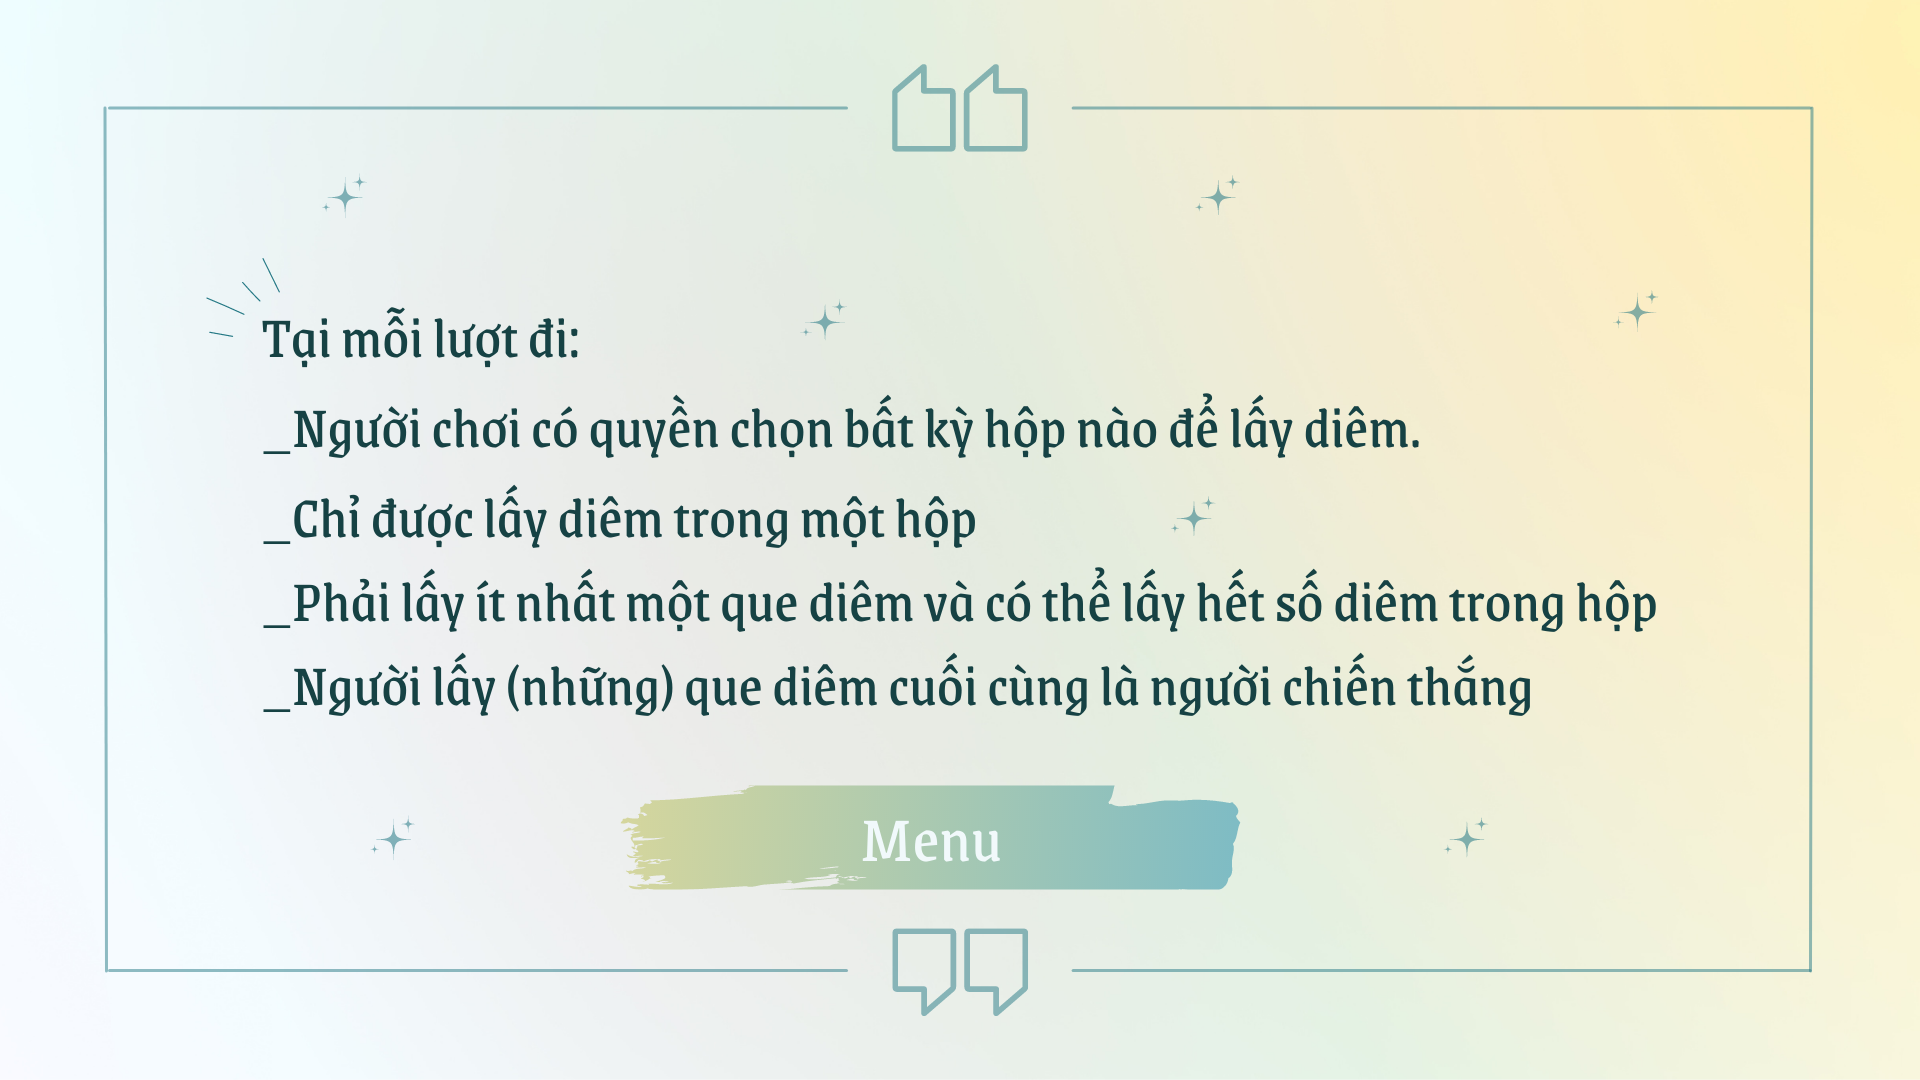 Tại mỗi lượt đi:
_Người chơi có quyền chọn bất kỳ hộp nào để lấy diêm.
_Chỉ được lấy diêm trong một hộp
_Phải lấy ít nhất một que diêm và có thể lấy hết số diêm trong hộp
_Người lấy (những) que diêm cuối cùng là người chiến thắng
Menu